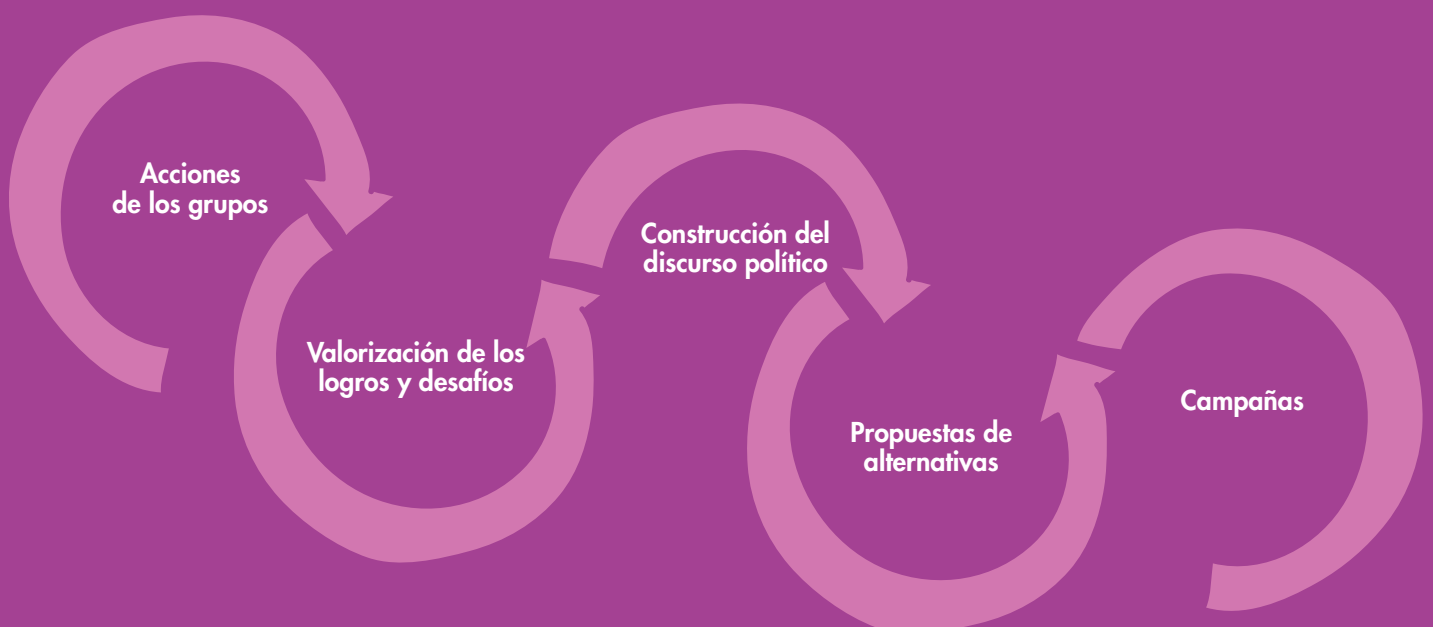 Acciones
de los grupos
Valorización de los
logros y desafíos
Construcción del
discurso político
Propuestas de
alternativas
Campañas